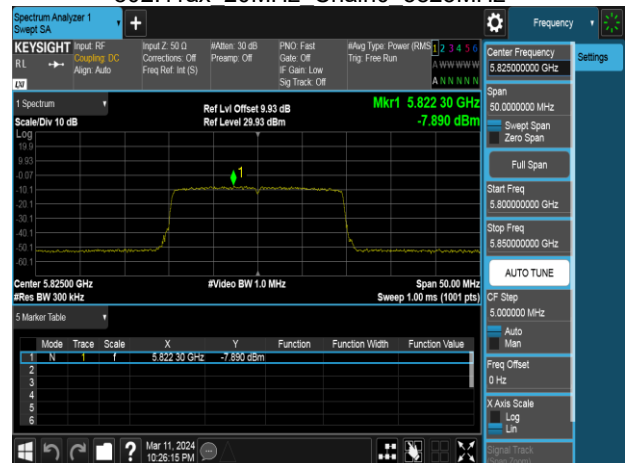 Spectrum Analyzer 1
Swept SA
+
Frequency
KEYSIGHT
RL
LXI
Input: RF
Coupling: DC
Align: Auto
Input Z: 50 Ω
Corrections: Off
Freq Ref: Int (S)
#Atten: 30 dB
Preamp: Off
PNO: Fast
Gate: Off
IF Gain: Low
Sig Track: Off
#Avg Type: Power (RMS
Trig: Free Run
1 2 3 4 5 6
A W W W W W
A N N N N N
1 Spectrum
Scale/Div 10 dB
Log
Ref Lvl Offset 9.93 dB
Ref Level 29.93 dBm
Mkr1 5.822 30 GHz
-7.890 dBm
19.9
9.93
-0.07
-10.1
-20.1
-30.1
-40.1
-50.1
-60.1
1
Center 5.82500 GHz
#Res BW 300 kHz
#Video BW 1.0 MHz
Span 50.00 MHz
Sweep 1.00 ms (1001 pts)
5 Marker Table
Mode Trace Scale X Y Function Function Width Function Value
1 N 1 f 5.822 30 GHz -7.890 dBm
2
3
4
5
6
Mar 11, 2024
10:26:15 PM
Settings
Center Frequency
5.825000000 GHz
Span
50.0000000 MHz
Swept Span
Zero Span
Full Span
Start Freq
5.800000000 GHz
Stop Freq
5.850000000 GHz
AUTO TUNE
CF Step
5.000000 MHz
Auto
Man
Freq Offset
0 Hz
X Axis Scale
Log
Lin
Signal Track
(Span Zoom)